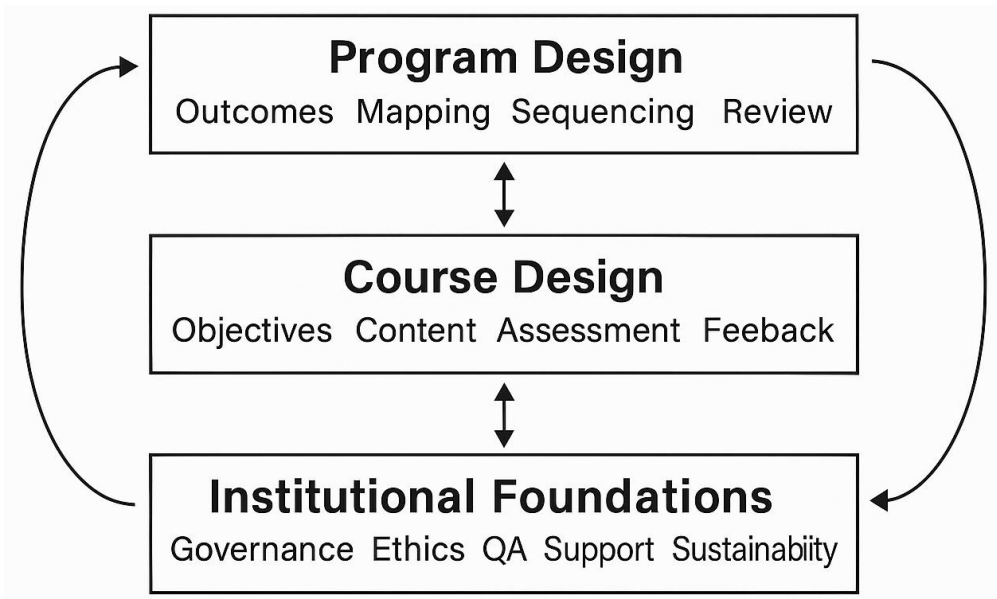 Program Design
Outcomes Mapping Sequencing Review
Course Design
Objectives Content Assessment Feeback
Institutional Foundations
Governance Ethics QA Support Sustainabiity